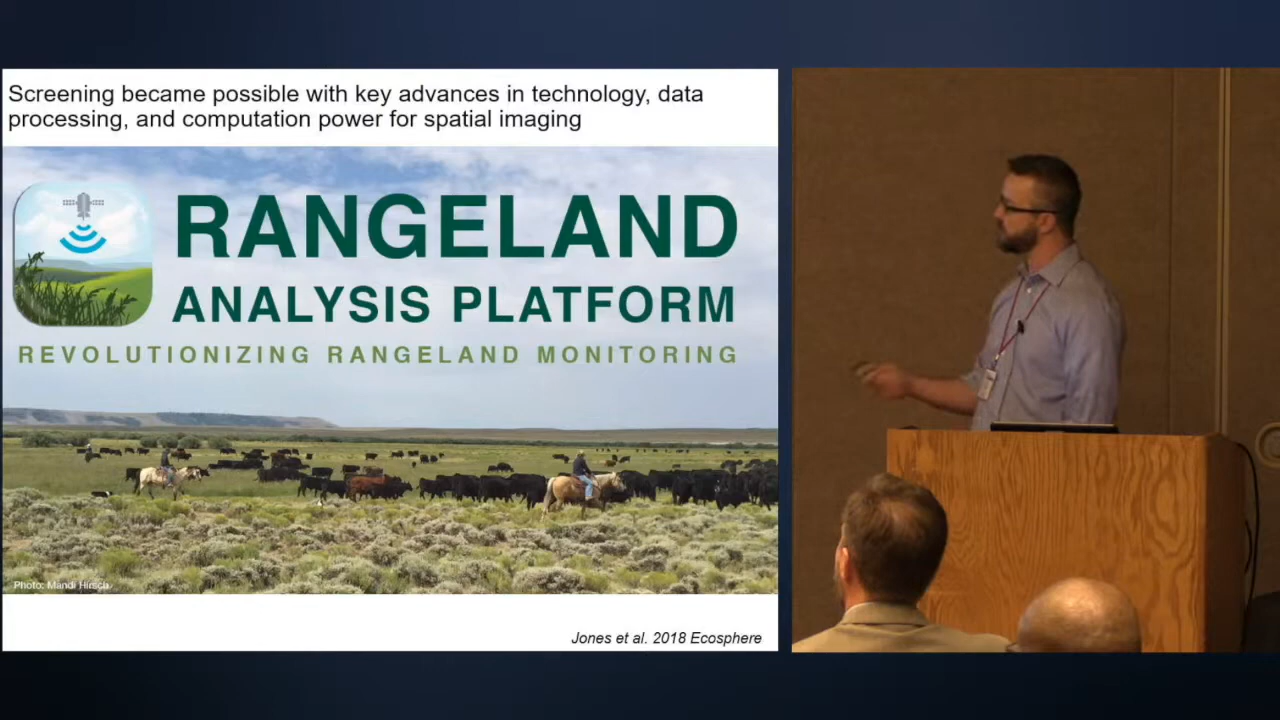 Screening became possible with key advances in technology, data
processing, and computation power for spatial imaging
RANGELAND
ANALYSIS PLATFORM
REVOLUTIONIZING RANGELAND MONITORING
Photo: Mandi Hirsch
Jones et al. 2018 Ecosphere